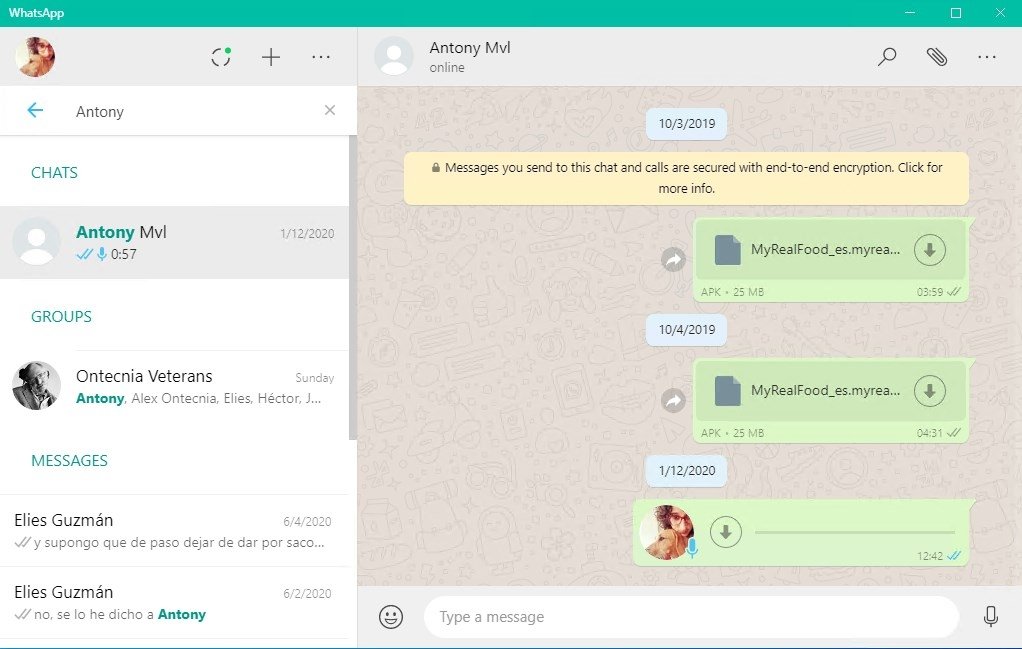 WhatsApp
Antony
CHATS
Antony Mvl
1/12/2020
0:57
GROUPS
Ontecnia Veterans
Sunday
Antony, Alex Ontecnia, Elies, Héctor, J...
MESSAGES
Elies Guzmán
6/4/2020
y supongo que de paso dejar de dar por saco...
Elies Guzmán
6/2/2020
no, se lo he dicho a Antony
Antony Mvl
online
10/3/2019
Messages you send to this chat and calls are secured with end-to-end encryption. Click for
more info.
MyRealFood_es.myrea...
APK • 25 MB
03:59
10/4/2019
MyRealFood_es.myrea...
APK • 25 MB
04:31
1/12/2020
12:42
Type a message